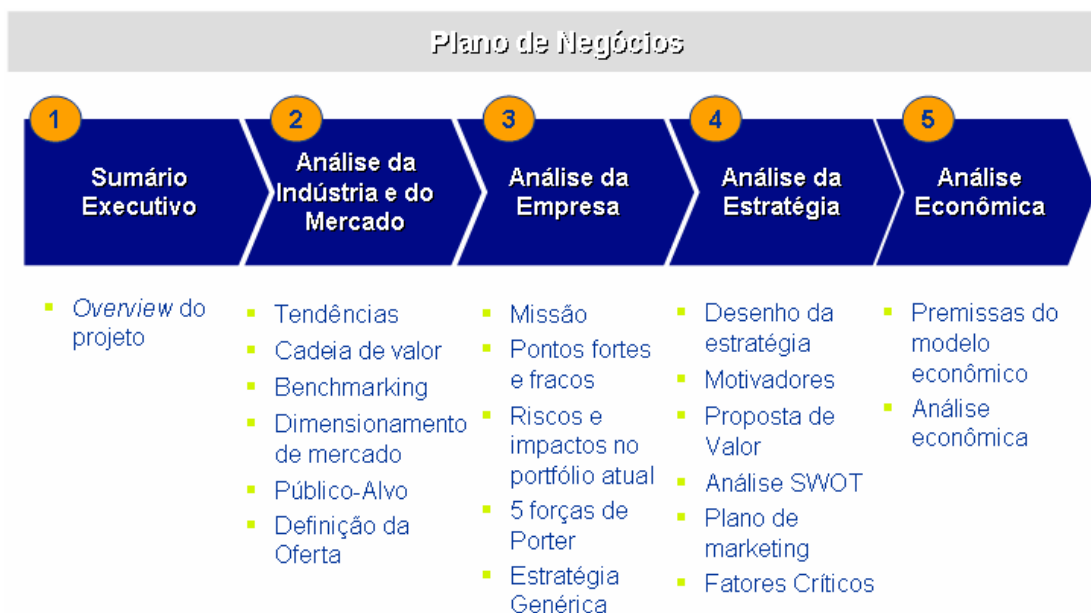 Plano de Negócios
1
Sumário
Executivo
2
Análise da
Indústria e do
Mercado
3
Análise da
Empresa
4
Análise da
Estratégia
5
Análise
Econômica
Overview do
projeto
Tendências
Cadeia de valor
Benchmarking
Dimensionamento
de mercado
Público-Alvo
Definição da
Oferta
Missão
Pontos fortes
e fracos
Riscos e
impactos no
portfólio atual
5 forças de
Porter
Estratégia
Genérica
Desenho da
estratégia
Motivadores
Proposta de
Valor
Análise SWOT
Plano de
marketing
Fatores Críticos
Premissas do
modelo
econômico
Análise
econômica